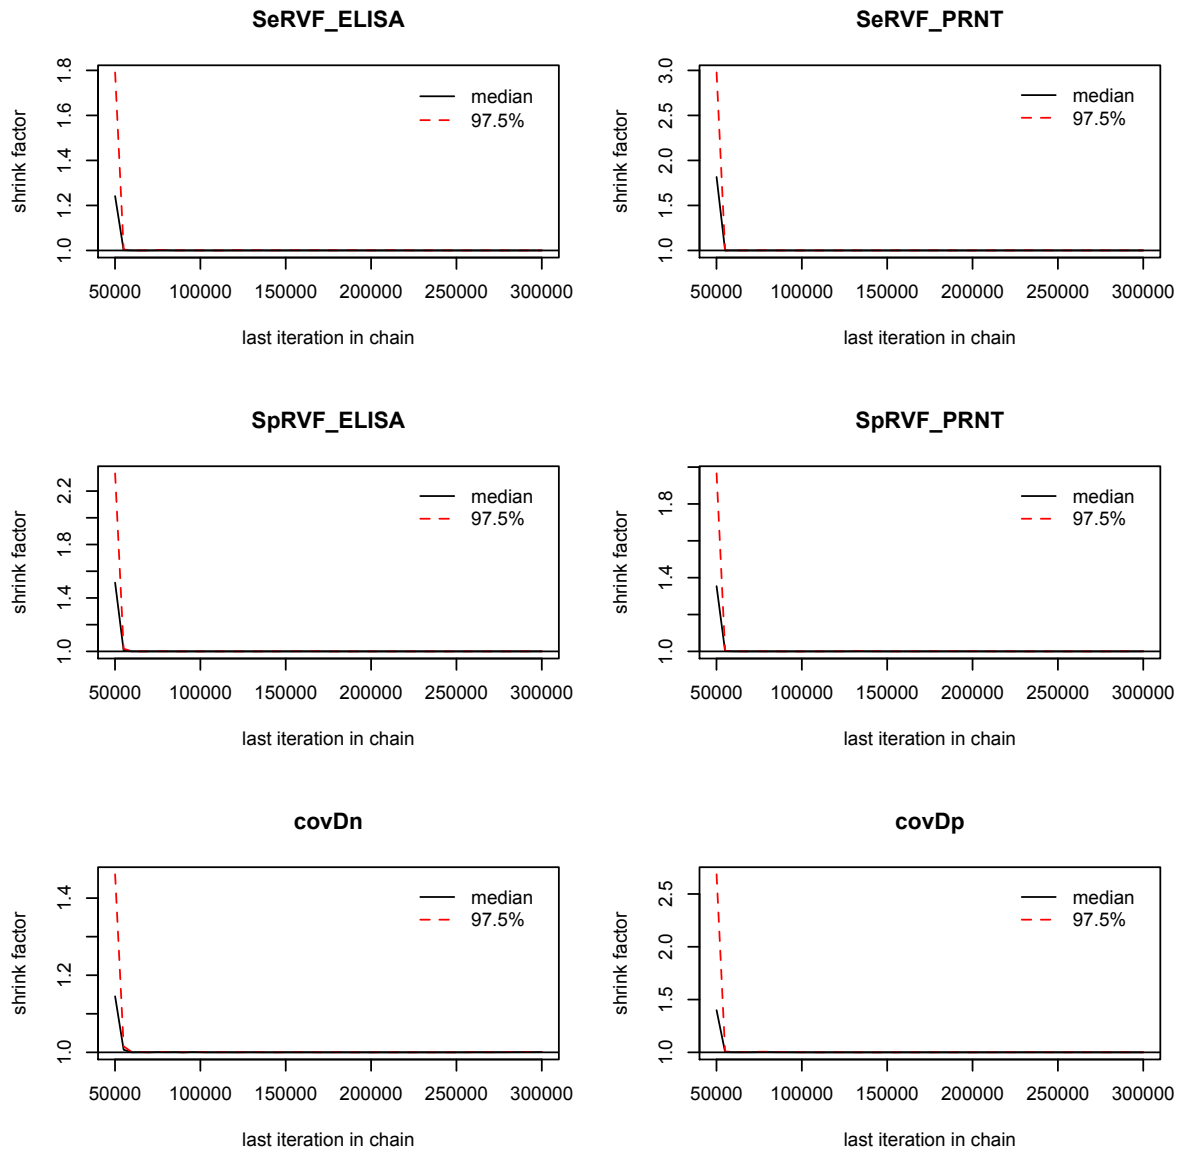 SeRVF_ELISA
shrink factor
1.0 1.2 1.4 1.6 1.8
median
97.5%
50000 100000 150000 200000 250000 300000
last iteration in chain
SeRVF_PRNT
shrink factor
1.0 1.5 2.0 2.5 3.0
median
97.5%
50000 100000 150000 200000 250000 300000
last iteration in chain
SpRVF_ELISA
shrink factor
1.0 1.4 1.8 2.2
median
97.5%
50000 100000 150000 200000 250000 300000
last iteration in chain
SpRVF_PRNT
shrink factor
1.0 1.4 1.8
median
97.5%
50000 100000 150000 200000 250000 300000
last iteration in chain
covDn
shrink factor
1.0 1.2 1.4
median
97.5%
50000 100000 150000 200000 250000 300000
last iteration in chain
covDp
shrink factor
1.0 1.5 2.0 2.5
median
97.5%
50000 100000 150000 200000 250000 300000
last iteration in chain